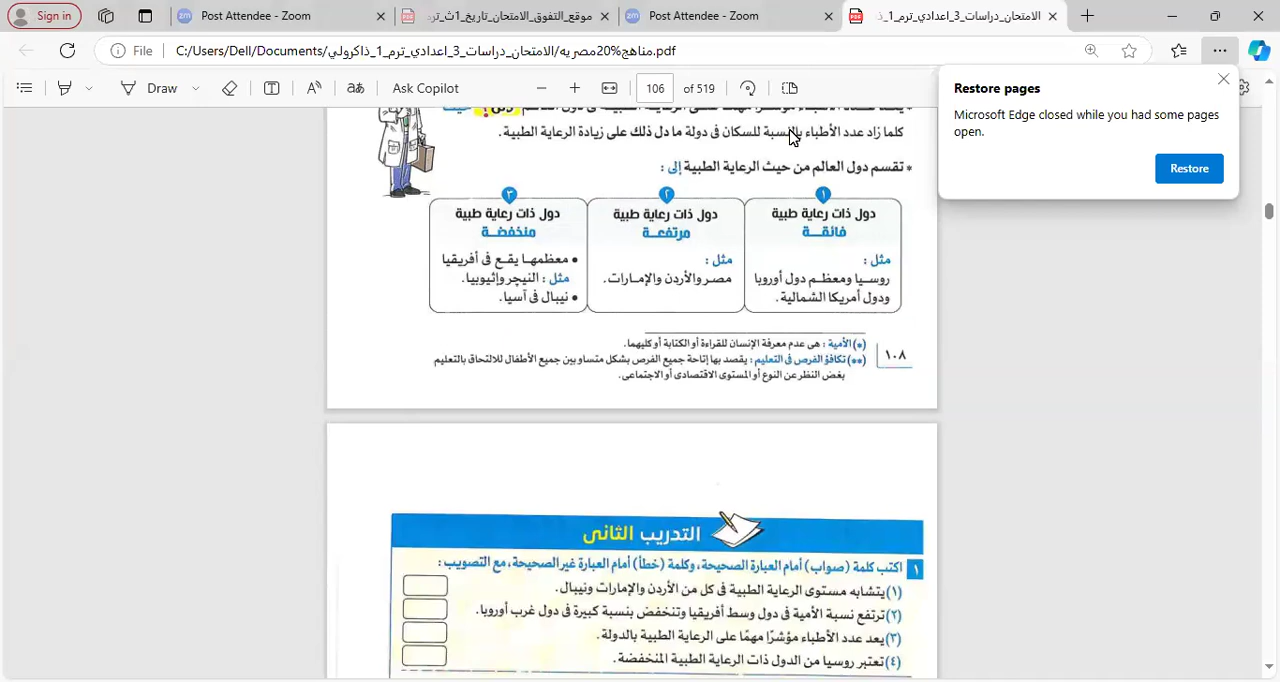 Sign in
Post Attendee - Zoom
موقع التفوق_الامتحان_تاريخ_1ث_تر
Post Attendee - Zoom
الامتحان_دراسات_3_اعدادي_ترم_1_ذ
File
C:/Users/Dell/Documents/مناهج%20مصريه/الامتحان_دراسات_3_اعدادي_ترم_1_ذاكرولي.pdf
Draw
Ask Copilot
106 of 519
Restore pages
Microsoft Edge closed while you had some pages open.
Restore
حيث
كلما زاد عدد الأطباء بالنسبة للسكان فى دولة ما دل ذلك على زيادة الرعاية الطبية.
* تقسم دول العالم من حيث الرعاية الطبية إلى :
١
دول ذات رعاية طبية
فائقـــة
مثل :
روسيا ومعظم دول أوروبا
ودول أمريكا الشمالية.
٢
دول ذات رعاية طبية
مرتفعـة
مثل :
مصر والأردن والإمارات.
٣
دول ذات رعاية طبية
منخفضـة
• معظمها يقع فى أفريقيا
مثل : النيجر وإثيوبيا.
• نيبال فى آسيا.
(*) الأمية : هى عدم معرفة الإنسان للقراءة أو الكتابة أو كليهما.
(**) تكافؤ الفرص فى التعليم : يقصد بها إتاحة جميع الفرص بشكل متساو بين جميع الأطفال للالتحاق بالتعليم
بغض النظر عن النوع أو المستوى الاقتصادى أو الاجتماعى.
١٠٨
التدريب الثانى
١ اكتب كلمة (صواب) أمام العبارة الصحيحة، وكلمة (خطأ) أمام العبارة غير الصحيحة، مع التصويب :
(١) يتشابه مستوى الرعاية الطبية فى كل من الأردن والإمارات ونيبال.
(٢) ترتفع نسبة الأمية فى دول وسط أفريقيا وتنخفض بنسبة كبيرة فى دول غرب أوروبا.
(٣) يعد عدد الأطباء مؤشرًا مهمًا على الرعاية الطبية بالدولة.
(٤) تعتبر روسيا من الدول ذات الرعاية الطبية المنخفضة.